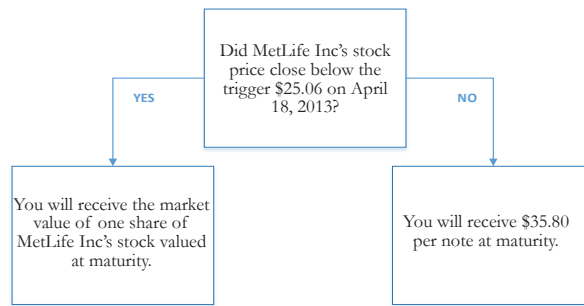 Did MetLife Inc's stock
price close below the
trigger $25.06 on April
18, 2013?
YES
NO
You will receive the market
value of one share of
MetLife Inc's stock valued
at maturity.
You will receive $35.80
per note at maturity.